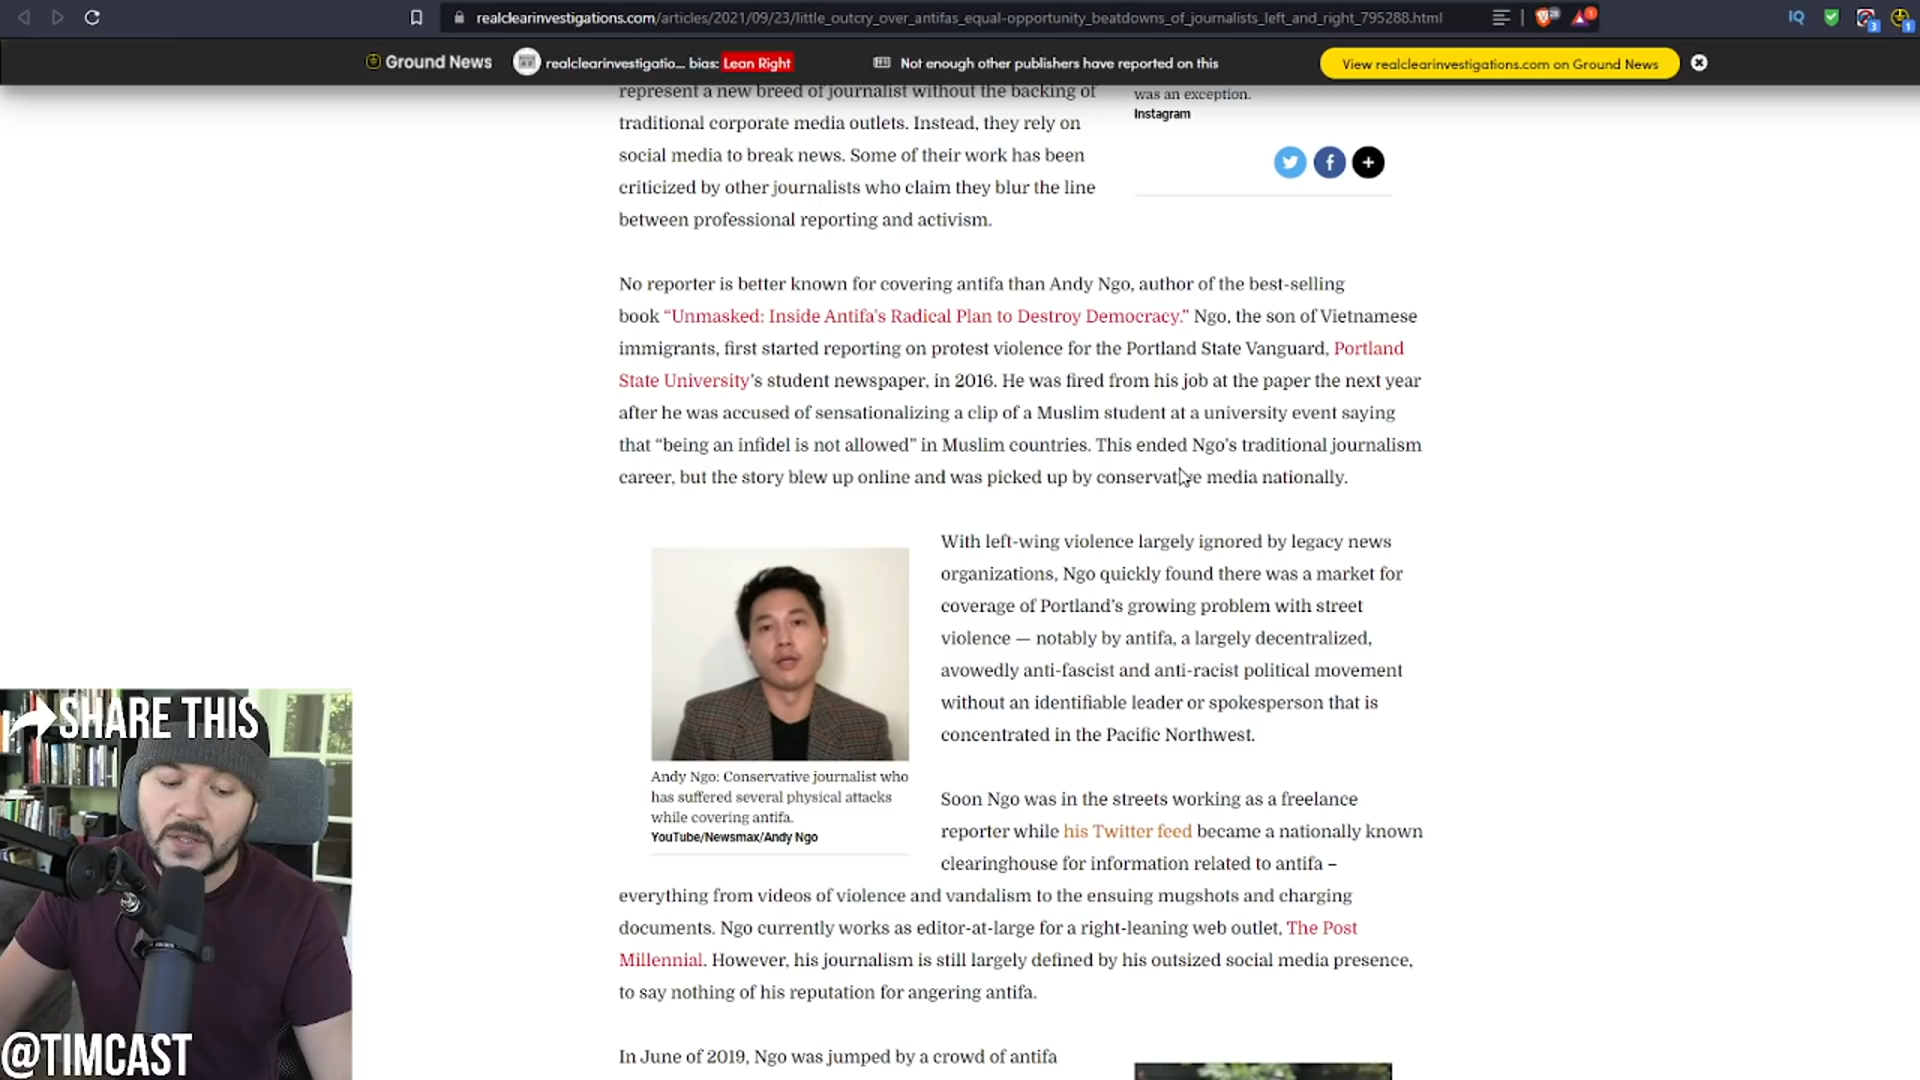 realclearinvestigations.com/articles/2021/09/23/little_outcry_over_antifas_equal-opportunity_beatdowns_of_journalists_left_and_right_795288.html
Ground News
realclearinvestigatio... bias: Lean Right
Not enough other publishers have reported on this
View realclearinvestigations.com on Ground News
represent a new breed of journalist without the backing of
traditional corporate media outlets. Instead, they rely on
social media to break news. Some of their work has been
criticized by other journalists who claim they blur the line
between professional reporting and activism.
was an exception.
Instagram
No reporter is better known for covering antifa than Andy Ngo, author of the best-selling
book “Unmasked: Inside Antifa’s Radical Plan to Destroy Democracy.” Ngo, the son of Vietnamese
immigrants, first started reporting on protest violence for the Portland State Vanguard, Portland
State University’s student newspaper, in 2016. He was fired from his job at the paper the next year
after he was accused of sensationalizing a clip of a Muslim student at a university event saying
that “being an infidel is not allowed” in Muslim countries. This ended Ngo’s traditional journalism
career, but the story blew up online and was picked up by conservative media nationally.
With left-wing violence largely ignored by legacy news
organizations, Ngo quickly found there was a market for
coverage of Portland’s growing problem with street
violence — notably by antifa, a largely decentralized,
avowedly anti-fascist and anti-racist political movement
without an identifiable leader or spokesperson that is
concentrated in the Pacific Northwest.
Andy Ngo: Conservative journalist who
has suffered several physical attacks
while covering antifa.
YouTube/Newsmax/Andy Ngo
Soon Ngo was in the streets working as a freelance
reporter while his Twitter feed became a nationally known
clearinghouse for information related to antifa –
everything from videos of violence and vandalism to the ensuing mugshots and charging
documents. Ngo currently works as editor-at-large for a right-leaning web outlet, The Post
Millennial. However, his journalism is still largely defined by his outsized social media presence,
to say nothing of his reputation for angering antifa.
In June of 2019, Ngo was jumped by a crowd of antifa
SHARE THIS
@TIMCAST
IQ
3
1